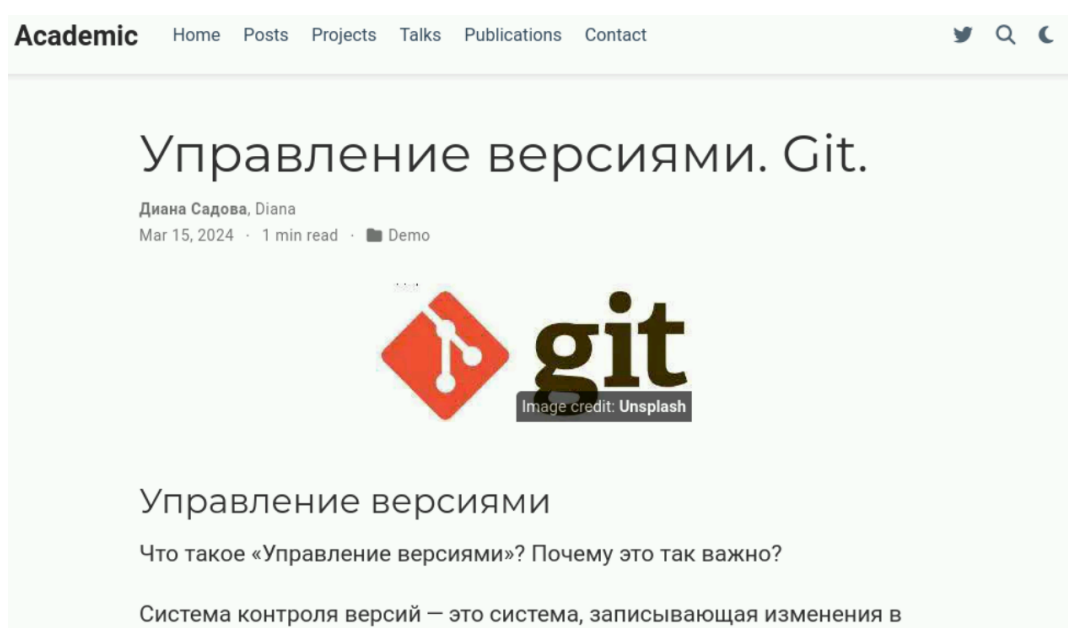 Academic Home Posts Projects Talks Publications Contact
Управление версиями. Git.
Диана Садова, Diana
Mar 15, 2024 · 1 min read · Demo
git
Image credit: Unsplash
Управление версиями
Что такое «Управление версиями»? Почему это так важно?
Система контроля версий — это система, записывающая изменения в